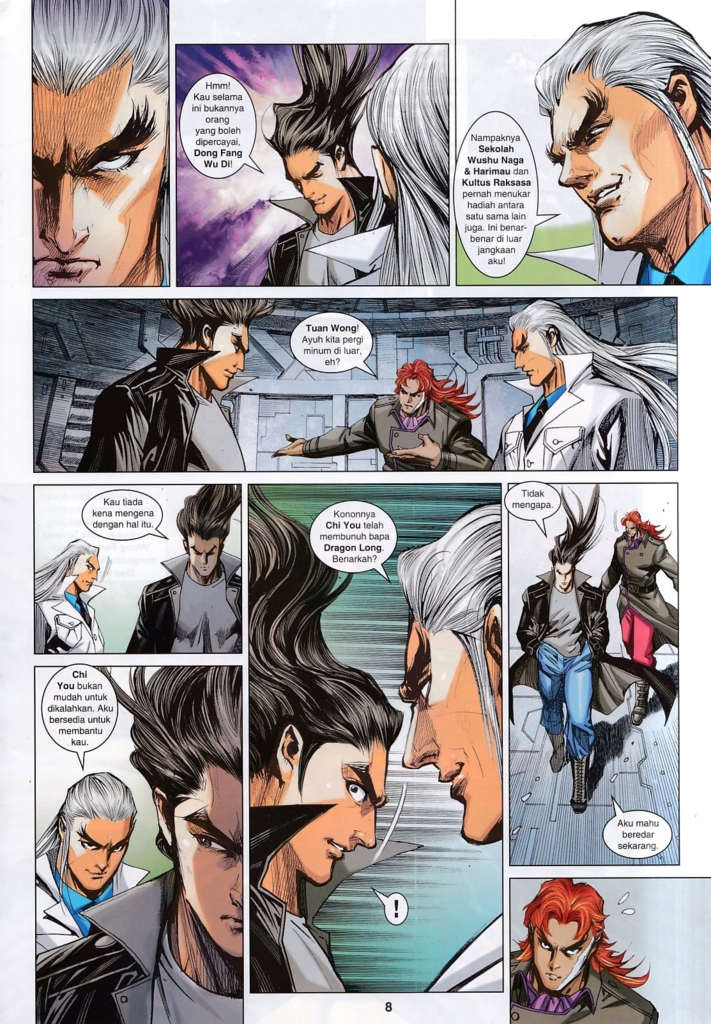 Hmm!
Kau selama
ini bukannya
orang
yang boleh
dipercayai,
Dong Fang
Wu Di!
Nampaknya
Sekolah
Wushu Naga
& Harimau dan
Kultus Raksasa
pernah menukar
hadiah antara
satu sama lain
juga. Ini benar-
benar di luar
jangkaan
aku!
Tuan Wong!
Ayuh kita pergi
minum di luar,
eh?
Kau tiada
kena mengena
dengan hal itu.
Kononnya
Chi You telah
membunuh bapa
Dragon Long.
Benarkah?
Tidak
mengapa.
Chi
You bukan
mudah untuk
dikalahkan. Aku
bersedia untuk
membantu
kau.
!
Aku mahu
beredar
sekarang.
8